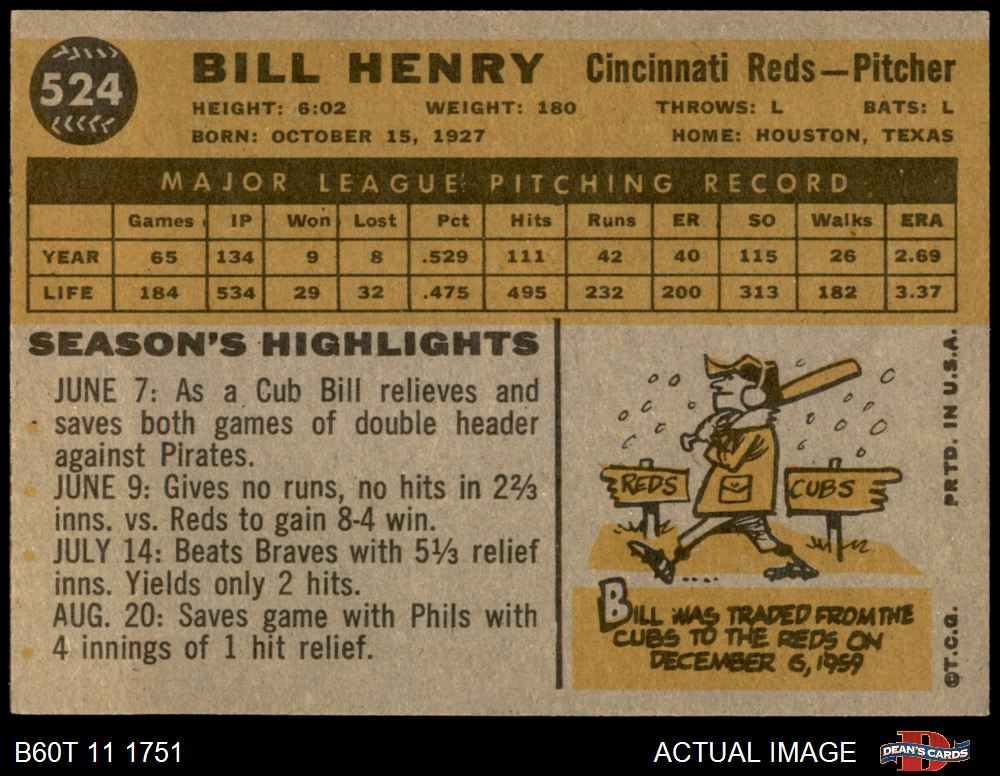 524
BILL HENRY Cincinnati Reds—Pitcher
HEIGHT: 6:02 WEIGHT: 180 THROWS: L BATS: L
BORN: OCTOBER 15, 1927 HOME: HOUSTON, TEXAS
MAJOR LEAGUE PITCHING RECORD
Games IP Won Lost Pct Hits Runs ER SO Walks ERA
YEAR 65 134 9 8 .529 111 42 40 115 26 2.69
LIFE 184 534 29 32 .475 495 232 200 313 182 3.37
SEASON'S HIGHLIGHTS
JUNE 7: As a Cub Bill relieves and
saves both games of double header
against Pirates.
JUNE 9: Gives no runs, no hits in 2⅔
inns. vs. Reds to gain 8-4 win.
JULY 14: Beats Braves with 5⅓ relief
inns. Yields only 2 hits.
AUG. 20: Saves game with Phils with
4 innings of 1 hit relief.
REDS
CUBS
BILL WAS TRADED FROM THE
CUBS TO THE REDS ON
DECEMBER 6, 1959
PRTD. IN U.S.A.
©T.C.G.
B60T 11 1751
ACTUAL IMAGE
D
DEAN'S CARDS